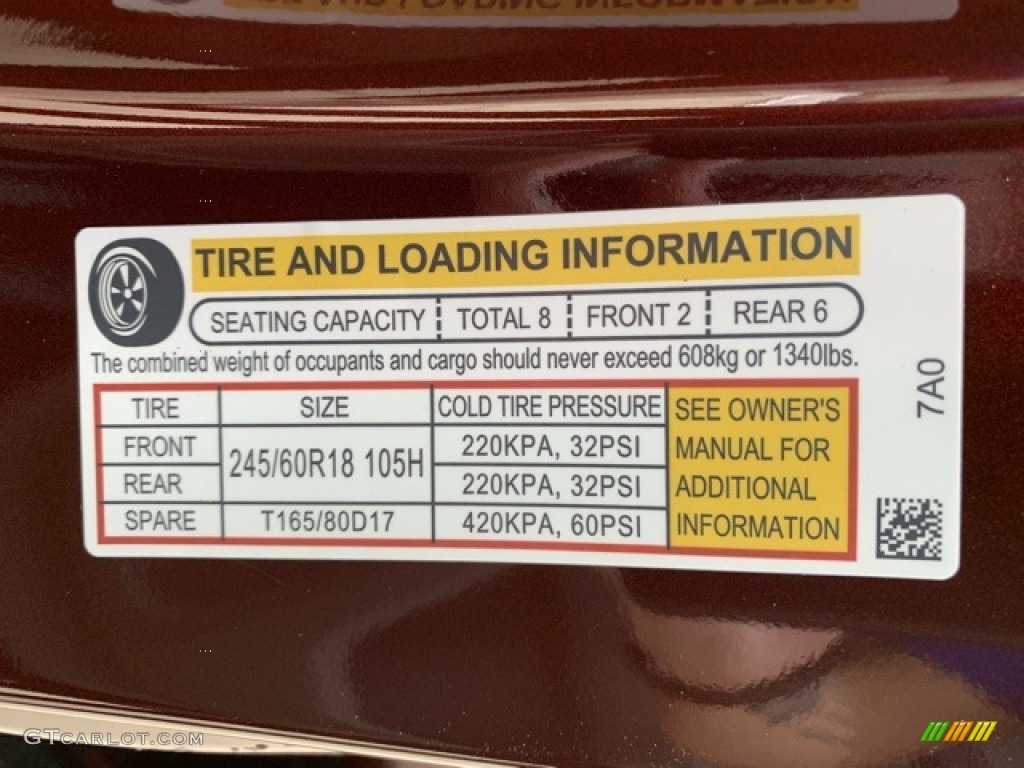 TIRE AND LOADING INFORMATION
SEATING CAPACITY TOTAL 8 FRONT 2 REAR 6
The combined weight of occupants and cargo should never exceed 608kg or 1340lbs.
TIRE SIZE COLD TIRE PRESSURE
FRONT 245/60R18 105H 220KPA, 32PSI
REAR 220KPA, 32PSI
SPARE T165/80D17 420KPA, 60PSI
SEE OWNER'S
MANUAL FOR
ADDITIONAL
INFORMATION
7A0
GTcarlot.com